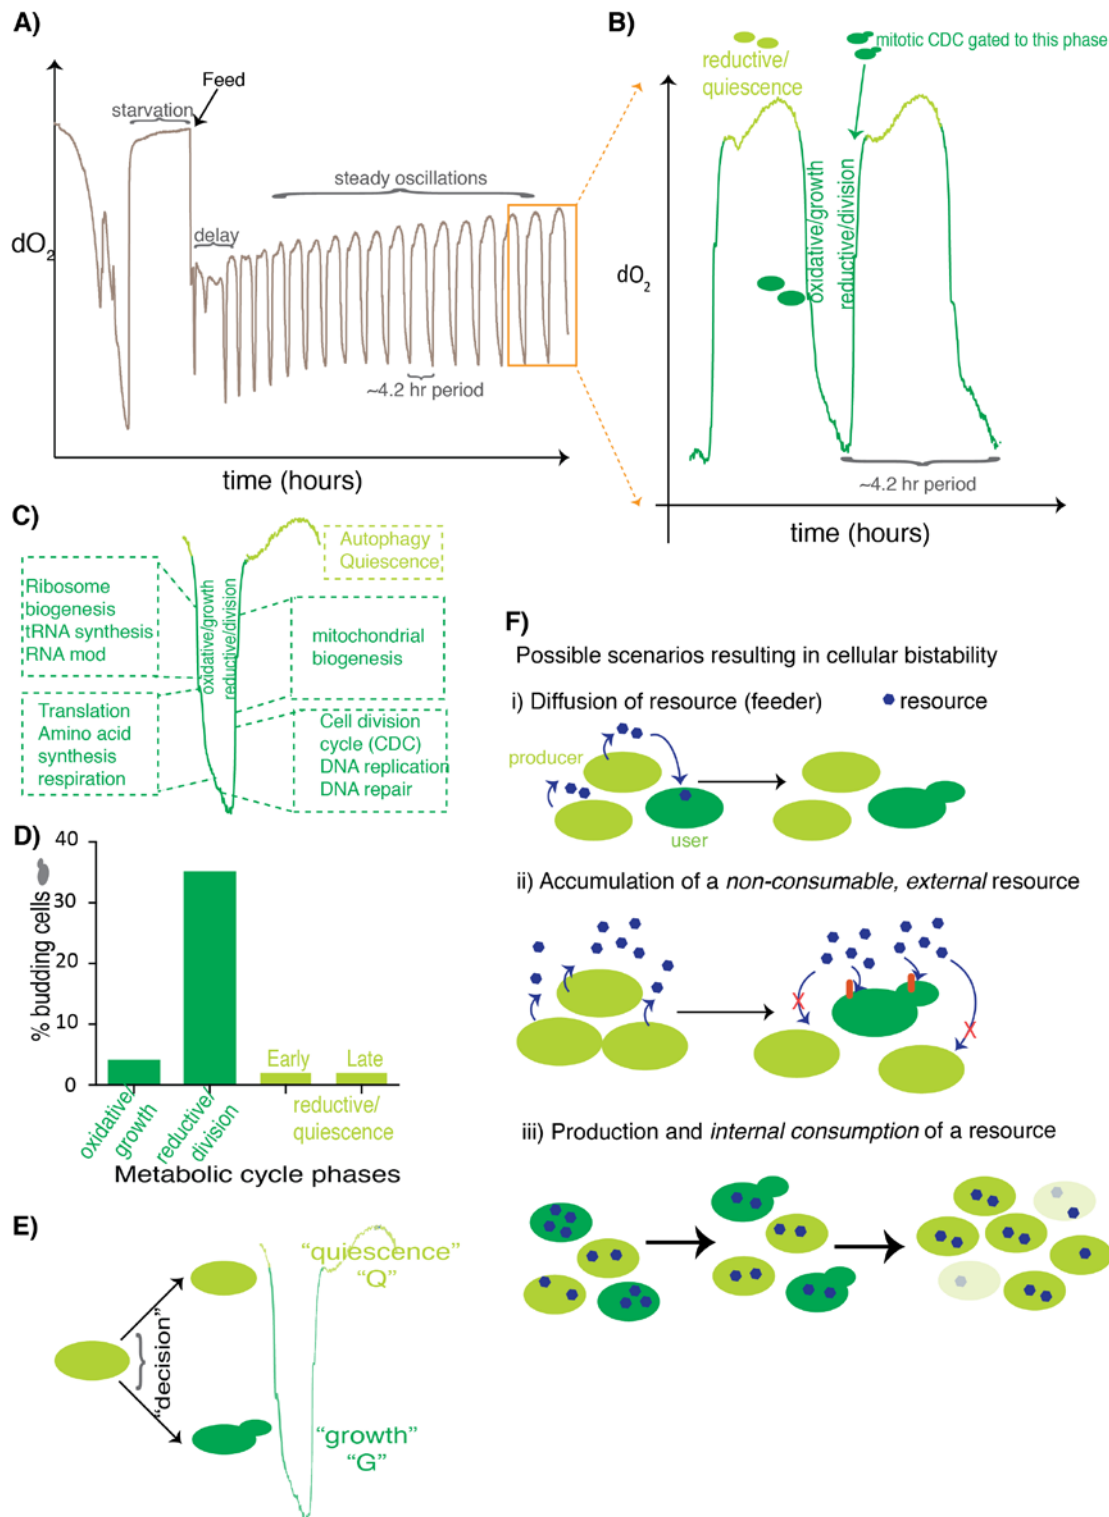 A)
Feed
starvation
steady oscillations
delay
dO2
~4.2 hr period
time (hours)
B)
mitotic CDC gated to this phase
reductive/
quiescence
oxidative/growth
reductive/division
dO2
~4.2 hr period
time (hours)
C)
Autophagy
Quiescence
Ribosome
biogenesis
tRNA synthesis
RNA mod
oxidative/growth
reductive/division
mitochondrial
biogenesis
Translation
Amino acid
synthesis
respiration
Cell division
cycle (CDC)
DNA replication
DNA repair
D)
% budding cells
40
30
20
10
0
Early
Late
oxidative/
growth
reductive/
division
reductive/
quiescence
Metabolic cycle phases
E)
"decision"
"quiescence"
"Q"
"growth"
"G"
F)
Possible scenarios resulting in cellular bistability
i) Diffusion of resource (feeder)
resource
producer
user
ii) Accumulation of a non-consumable, external resource
X
X
iii) Production and internal consumption of a resource